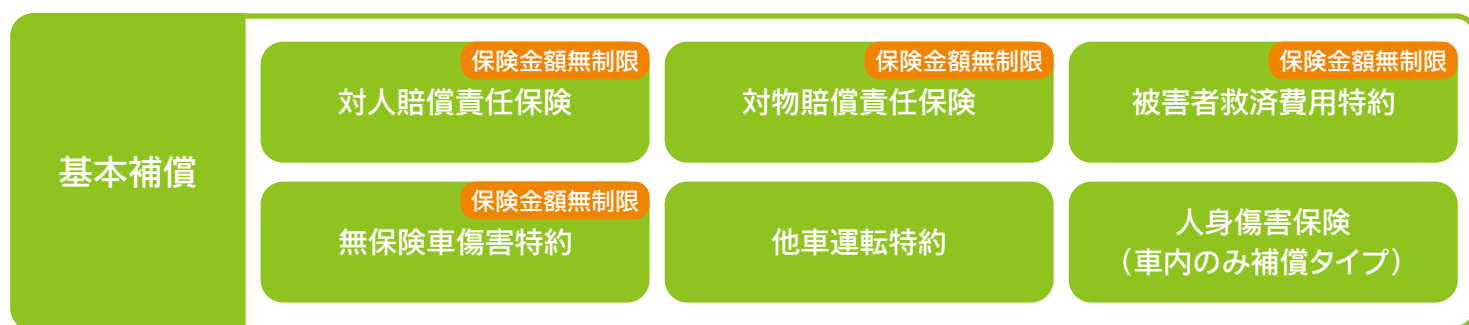 基本補償
保険金額無制限
対人賠償責任保険
保険金額無制限
対物賠償責任保険
保険金額無制限
被害者救済費用特約
保険金額無制限
無保険車傷害特約
他車運転特約
人身傷害保険
（車内のみ補償タイプ）